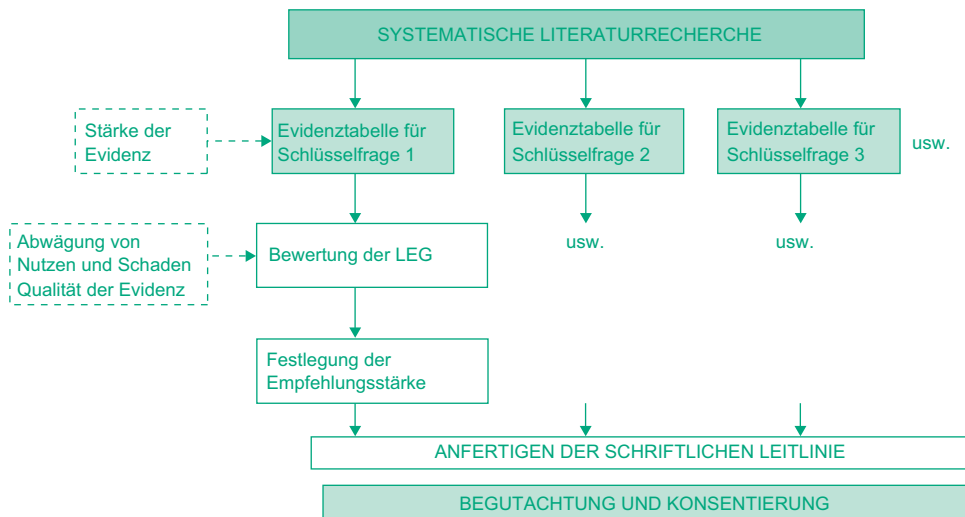 SYSTEMATISCHE LITERATURRECHERCHE
Stärke der
Evidenz
Evidenztabelle für
Schlüsselfrage 1
Evidenztabelle für
Schlüsselfrage 2
Evidenztabelle für
Schlüsselfrage 3
usw.
Abwägung von
Nutzen und Schaden
Qualität der Evidenz
Bewertung der LEG
usw.
usw.
Festlegung der
Empfehlungsstärke
ANFERTIGEN DER SCHRIFTLICHEN LEITLINIE
BEGUTACHTUNG UND KONSENTIERUNG